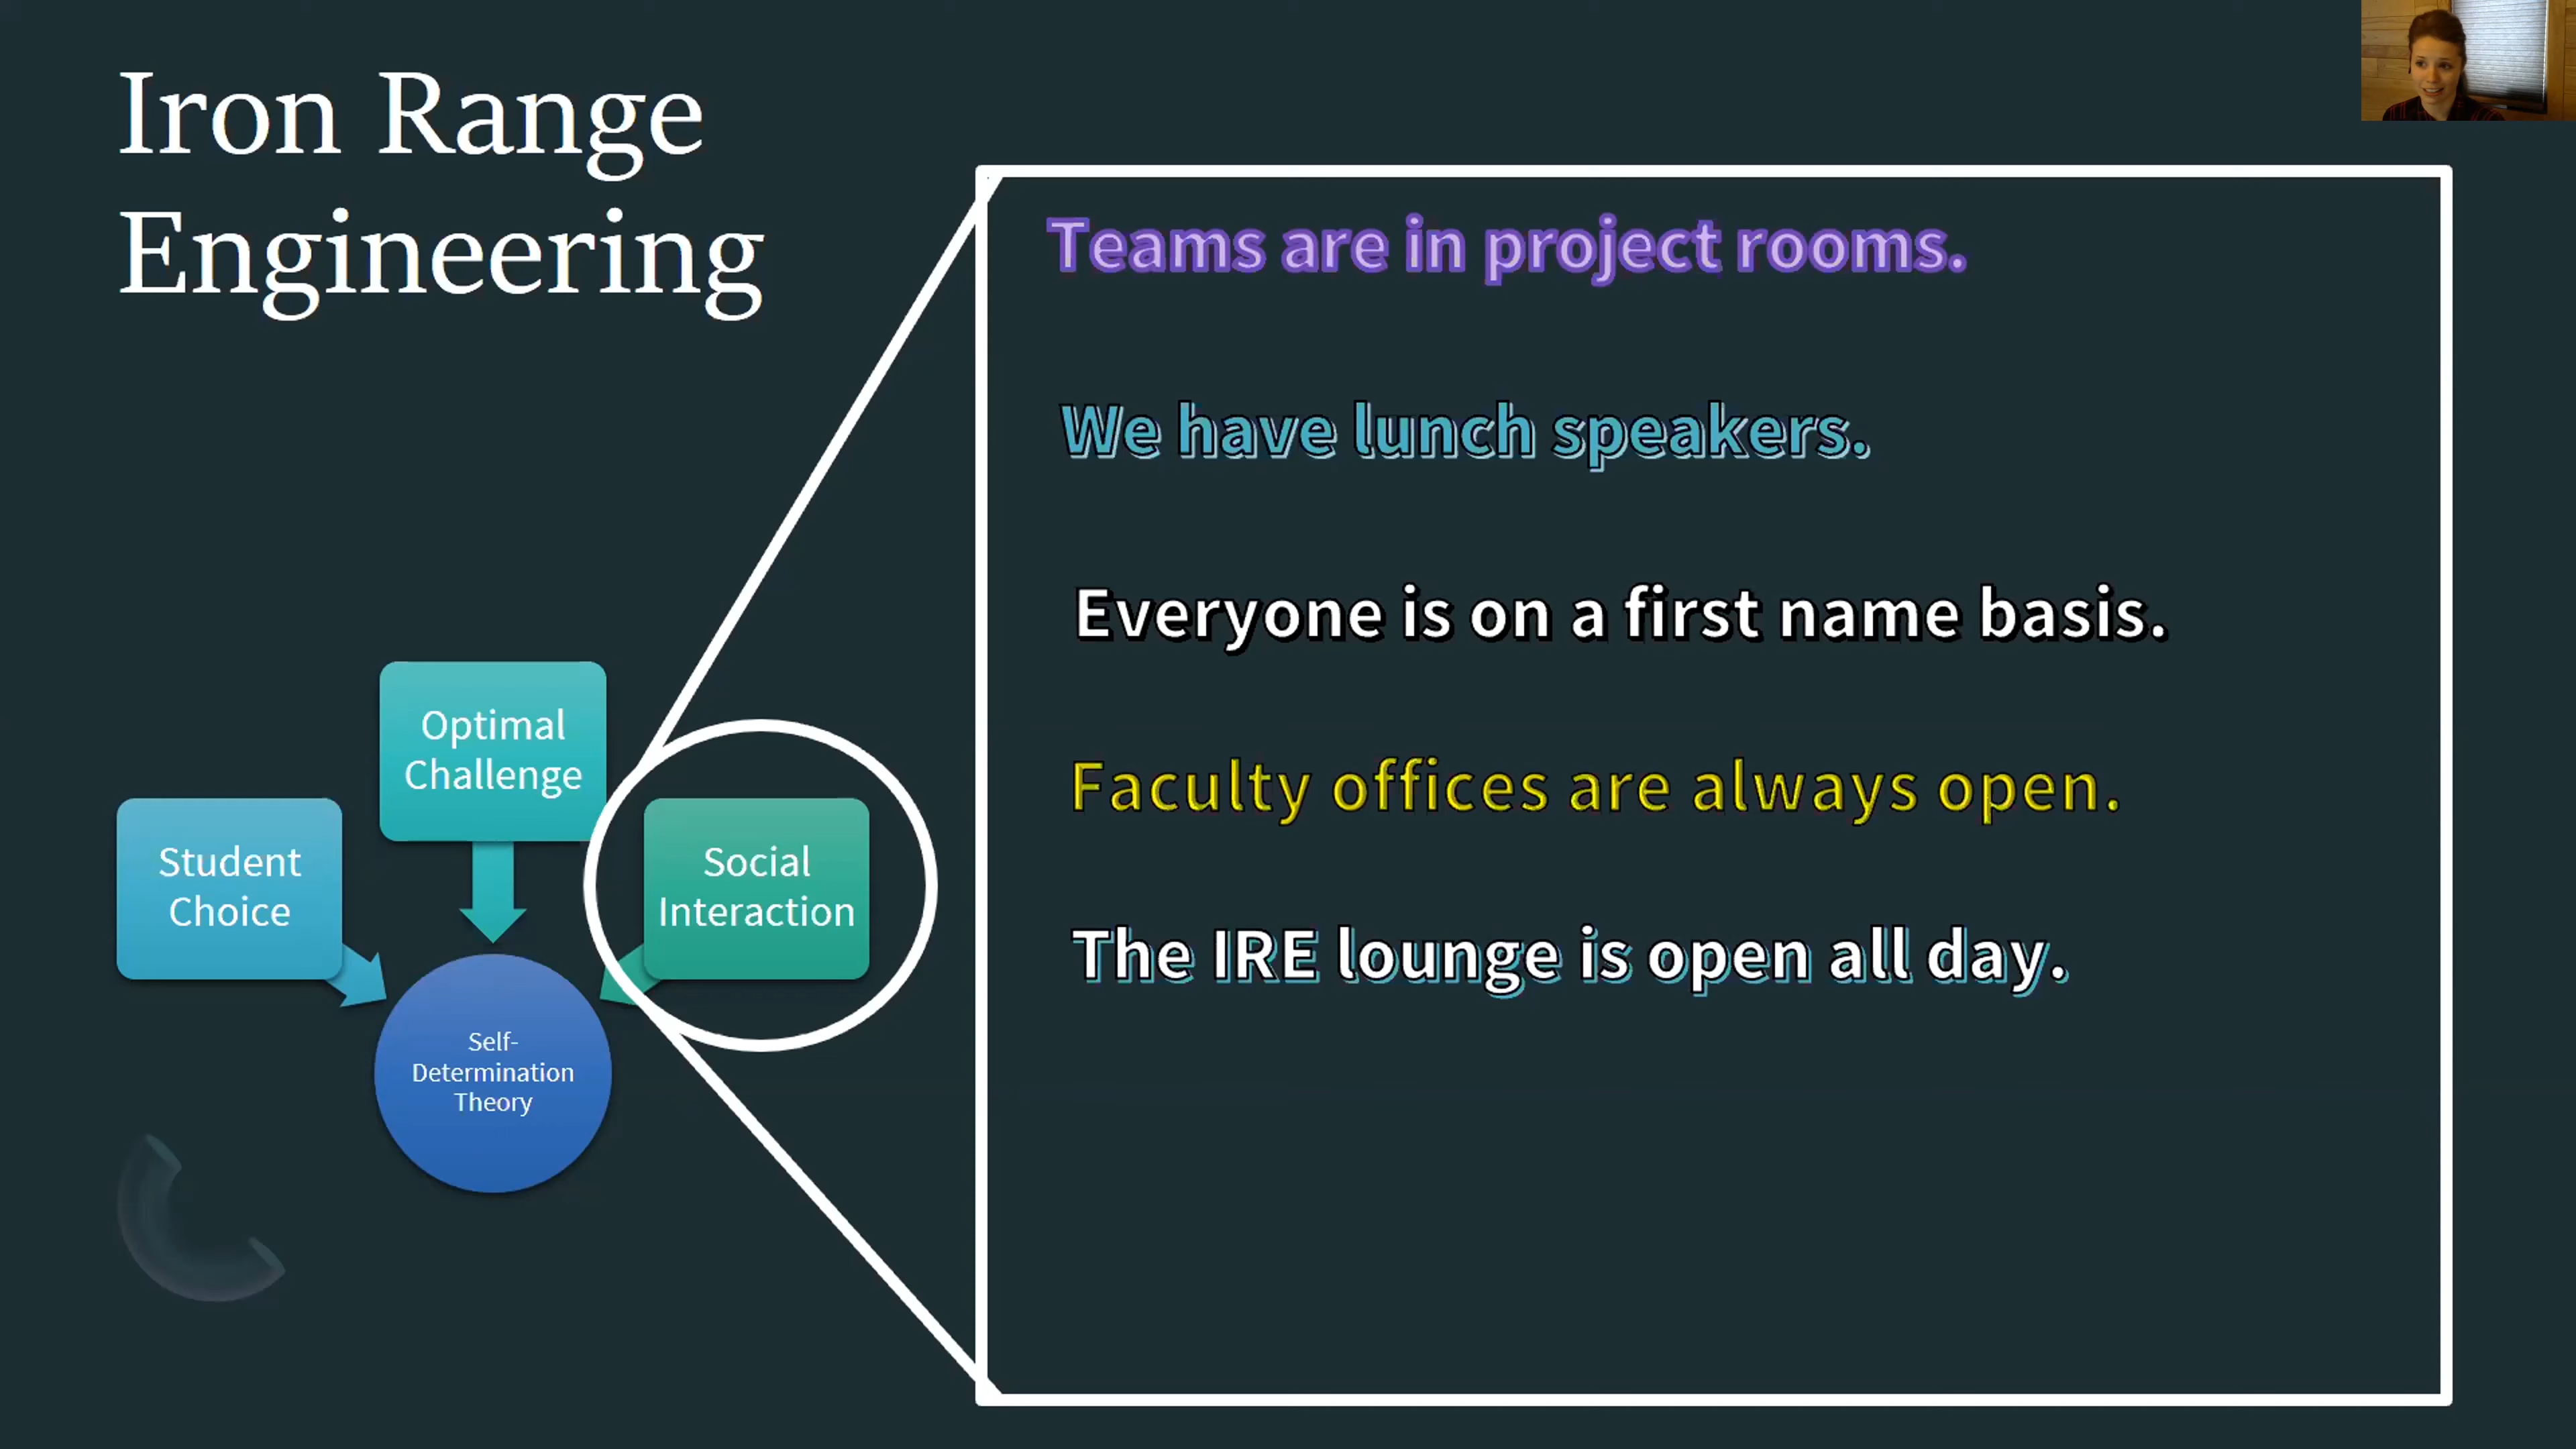 Iron Range
Engineering
Teams are in project rooms.
We have lunch speakers.
Everyone is on a first name basis.
Faculty offices are always open.
The IRE lounge is open all day.
Optimal
Challenge
Student
Choice
Social
Interaction
Self-
Determination
Theory